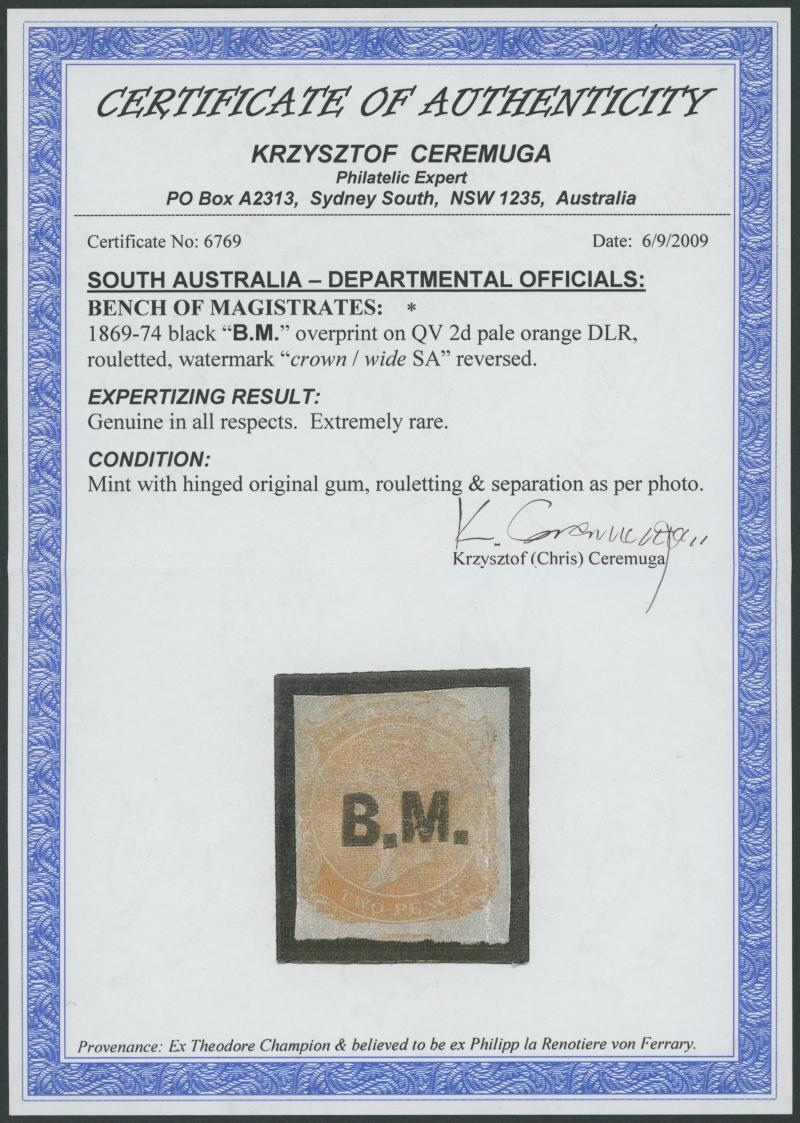 CERTIFICATE OF AUTHENTICITY
KRZYSZTOF CEREMUGA
Philatelic Expert
PO Box A2313, Sydney South, NSW 1235, Australia
Certificate No: 6769 Date: 6/9/2009
SOUTH AUSTRALIA – DEPARTMENTAL OFFICIALS:
BENCH OF MAGISTRATES: *
1869-74 black “B.M.” overprint on QV 2d pale orange DLR,
rouletted, watermark “crown / wide SA” reversed.
EXPERTIZING RESULT:
Genuine in all respects. Extremely rare.
CONDITION:
Mint with hinged original gum, rouletting & separation as per photo.
K. Ceremuga
Krzysztof (Chris) Ceremuga
B.M.
TWO PENCE
Provenance: Ex Theodore Champion & believed to be ex Philipp la Renotiere von Ferrary.